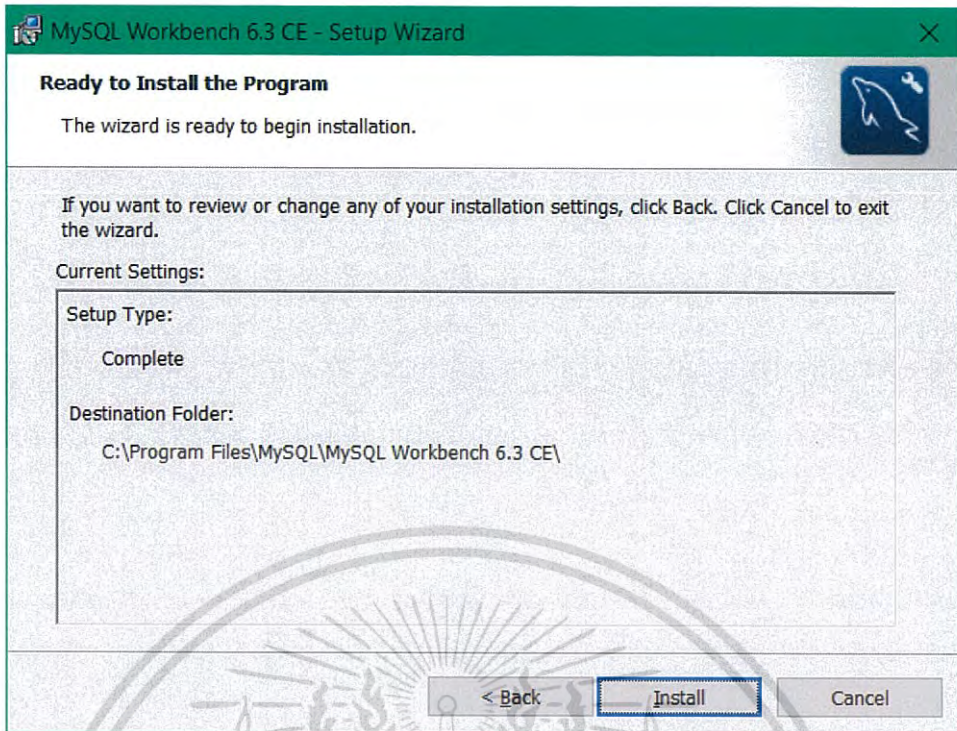 MySQL Workbench 6.3 CE - Setup Wizard
Ready to Install the Program
The wizard is ready to begin installation.
If you want to review or change any of your installation settings, click Back. Click Cancel to exit
the wizard.
Current Settings:
Setup Type:
Complete
Destination Folder:
C:\Program Files\MySQL\MySQL Workbench 6.3 CE\
< Back
Install
Cancel